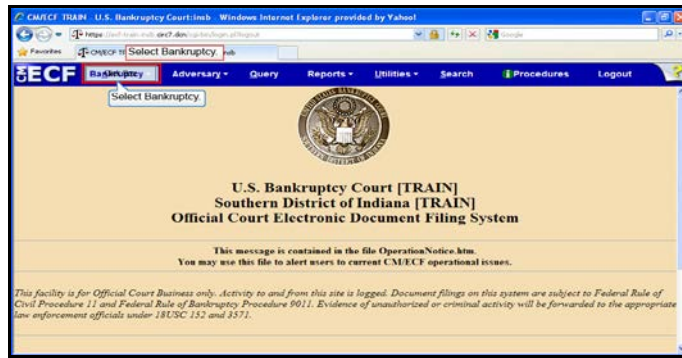 CM/ECF TRAIN - U.S. Bankruptcy Court:insb - Windows Internet Explorer provided by Yahoo!
Google
Favorites
Select Bankruptcy.
ECF Bankruptcy Adversary Query Reports Utilities Search Procedures Logout
Select Bankruptcy.
U.S. Bankruptcy Court [TRAIN]
Southern District of Indiana [TRAIN]
Official Court Electronic Document Filing System
This message is contained in the file OperationNotice.htm.
You may use this file to alert users to current CM/ECF operational issues.
This facility is for Official Court Business only. Activity to and from this site is logged. Document filings on this system are subject to Federal Rule of
Civil Procedure 11 and Federal Rule of Bankruptcy Procedure 9011. Evidence of unauthorized or criminal activity will be forwarded to the appropriate
law enforcement officials under 18USC 152 and 3571.